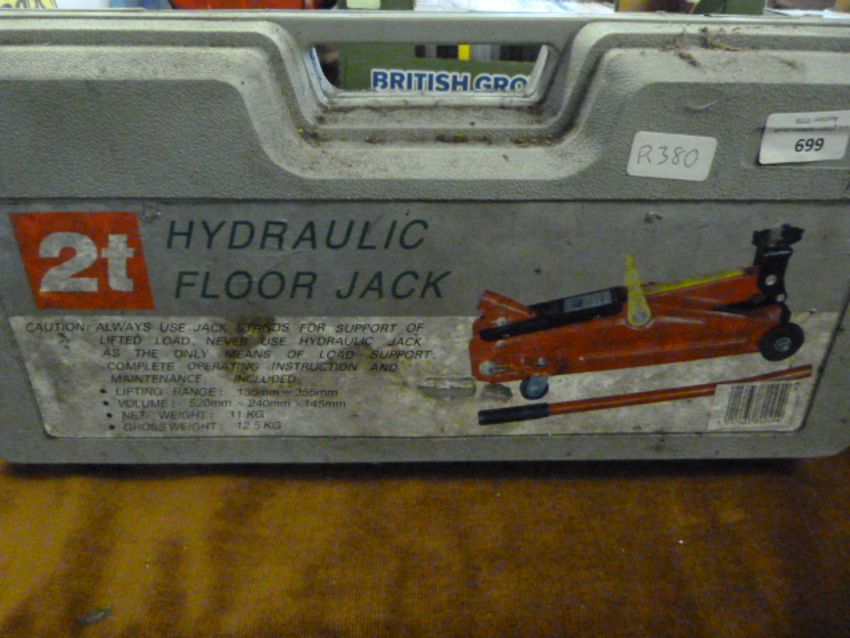 BRITISH GRO
R380
699
2t
HYDRAULIC
FLOOR JACK
CAUTION: ALWAYS USE JACK STANDS FOR SUPPORT OF
LIFTED LOAD. NEVER USE HYDRAULIC JACK
AS THE ONLY MEANS OF LOAD SUPPORT.
COMPLETE OPERATING INSTRUCTION AND
MAINTENANCE INCLUDED.
• LIFTING RANGE: 135mm-355mm
• VOLUME: 520mm×240mm×145mm
• NET WEIGHT: 11 KG
• GROSS WEIGHT: 12.5 KG